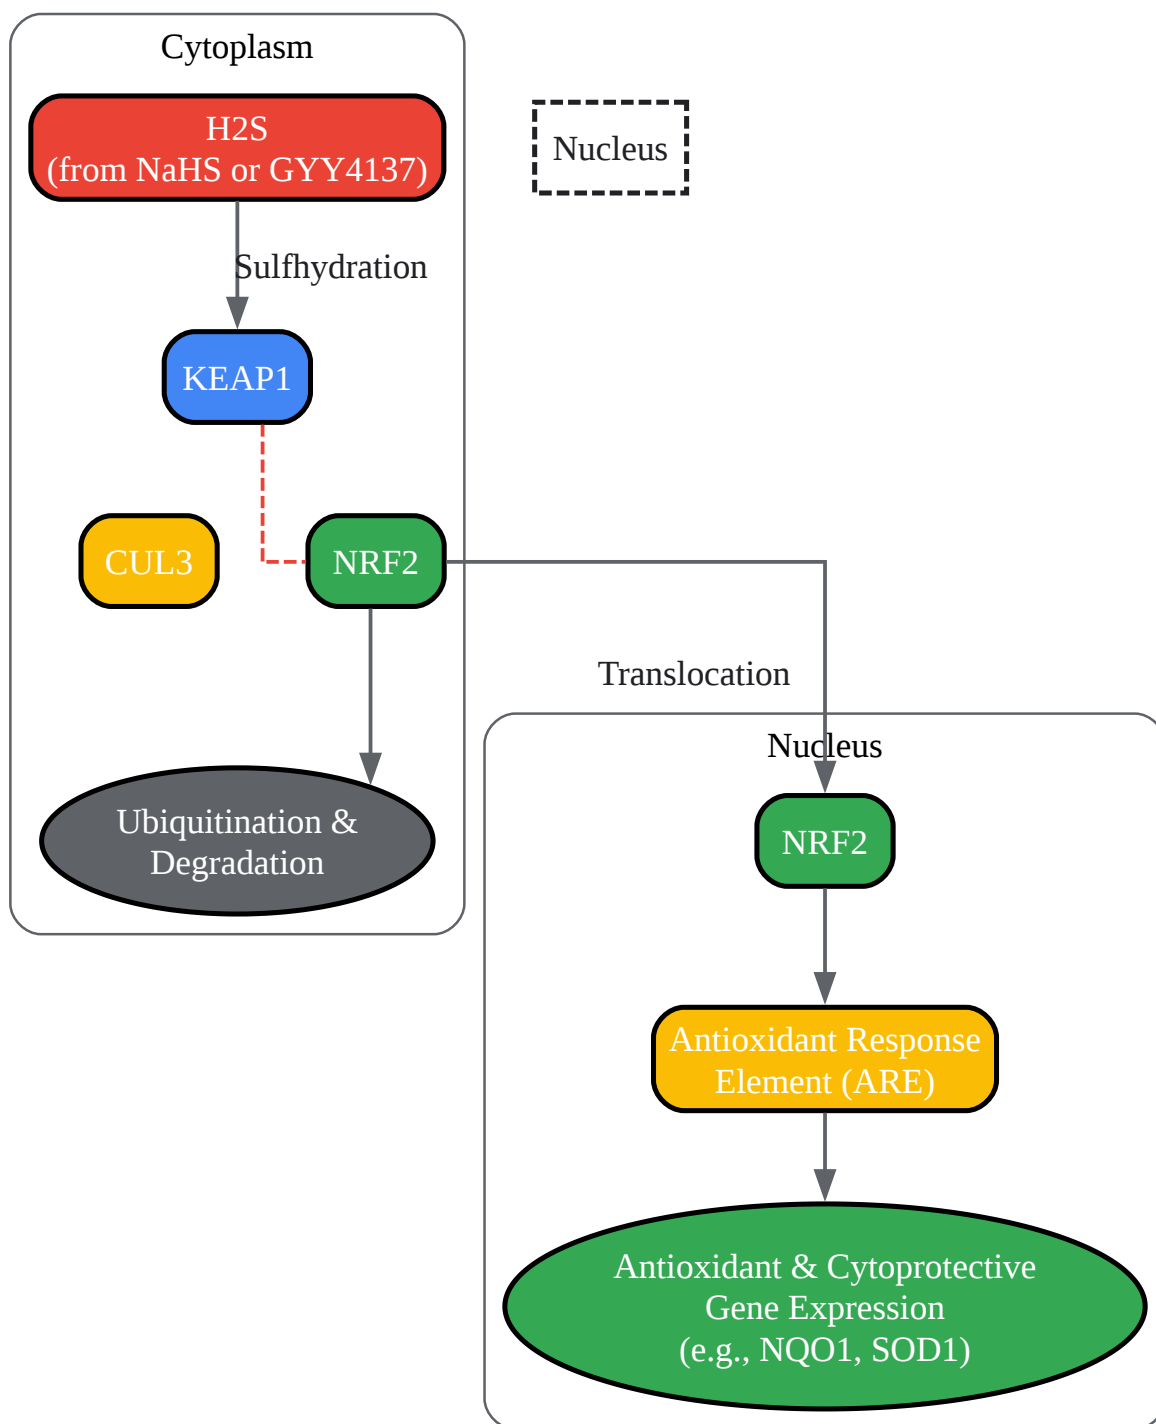 Cytoplasm
H2S
(from NaHS or GYY4137)
Nucleus
Sulfhydration
KEAP1
CUL3
NRF2
Translocation
Nucleus
Ubiquitination &
Degradation
NRF2
Antioxidant Response
Element (ARE)
Antioxidant & Cytoprotective
Gene Expression
(e.g., NQO1, SOD1)